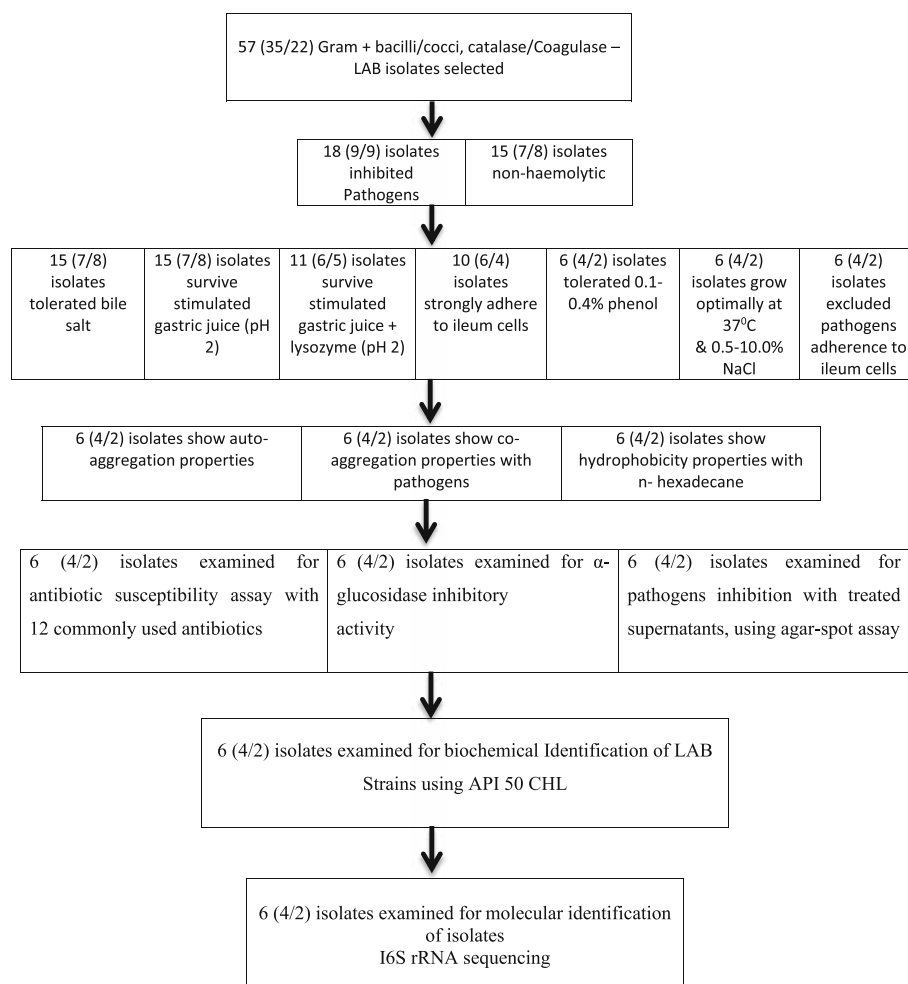 57 (35/22) Gram + bacilli/cocci, catalase/Coagulase –
LAB isolates selected
18 (9/9) isolates
inhibited
Pathogens
15 (7/8) isolates
non-haemolytic
15 (7/8)
isolates
tolerated bile
salt
15 (7/8) isolates
survive
stimulated
gastric juice (pH
2)
11 (6/5) isolates
survive
stimulated
gastric juice +
lysozyme (pH 2)
10 (6/4)
isolates
strongly adhere
to ileum cells
6 (4/2) isolates
tolerated 0.1-
0.4% phenol
6 (4/2)
isolates grow
optimally at
37⁰C
& 0.5-10.0%
NaCl
6 (4/2)
isolates
excluded
pathogens
adherence to
ileum cells
6 (4/2) isolates show auto-
aggregation properties
6 (4/2) isolates show co-
aggregation properties with
pathogens
6 (4/2) isolates show
hydrophobicity properties with
n- hexadecane
6 (4/2) isolates examined for
antibiotic susceptibility assay with
12 commonly used antibiotics
6 (4/2) isolates examined for α-
glucosidase inhibitory
activity
6 (4/2) isolates examined for
pathogens inhibition with treated
supernatants, using agar-spot assay
6 (4/2) isolates examined for biochemical Identification of LAB
Strains using API 50 CHL
6 (4/2) isolates examined for molecular identification
of isolates
I6S rRNA sequencing